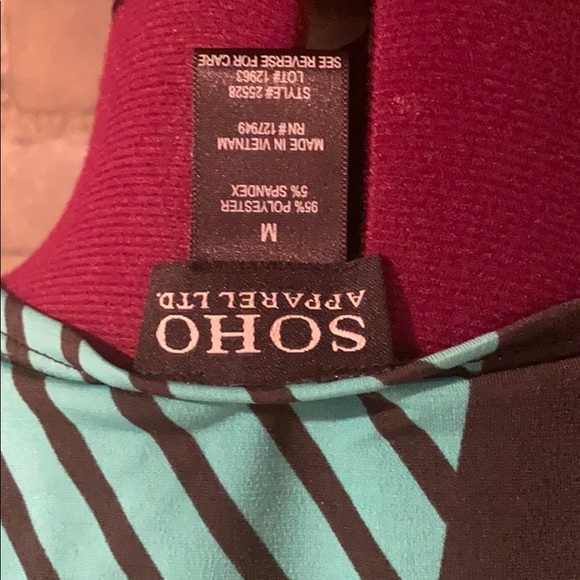 SOHO
APPAREL LTD.
M
95% POLYESTER
5% SPANDEX
MADE IN VIETNAM
RN# 127949
STYLE# 25528
LOT# 12963
SEE REVERSE FOR CARE